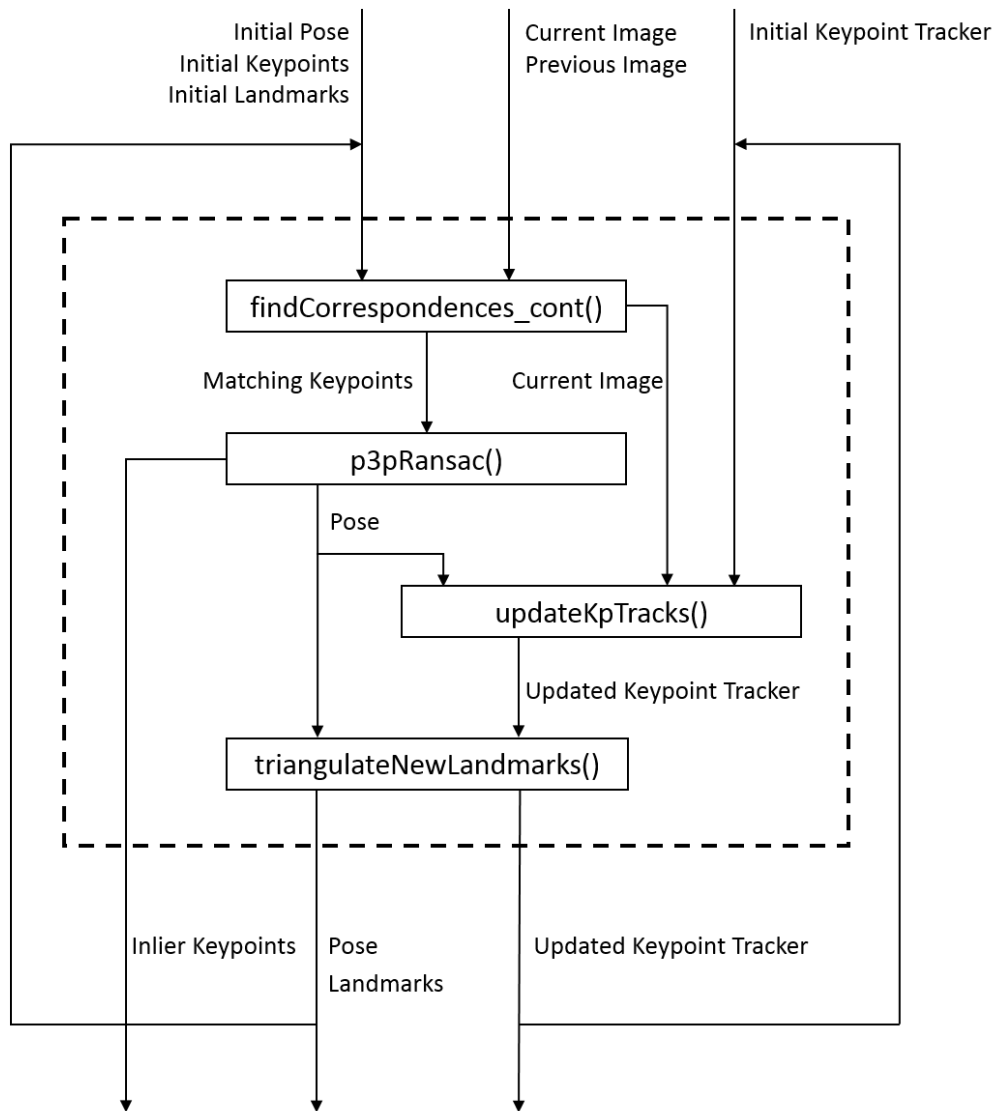 Initial Pose
Initial Keypoints
Initial Landmarks
Current Image
Previous Image
Initial Keypoint Tracker
findCorrespondences_cont()
Matching Keypoints
Current Image
p3pRansac()
Pose
updateKpTracks()
Updated Keypoint Tracker
triangulateNewLandmarks()
Inlier Keypoints
Pose
Landmarks
Updated Keypoint Tracker